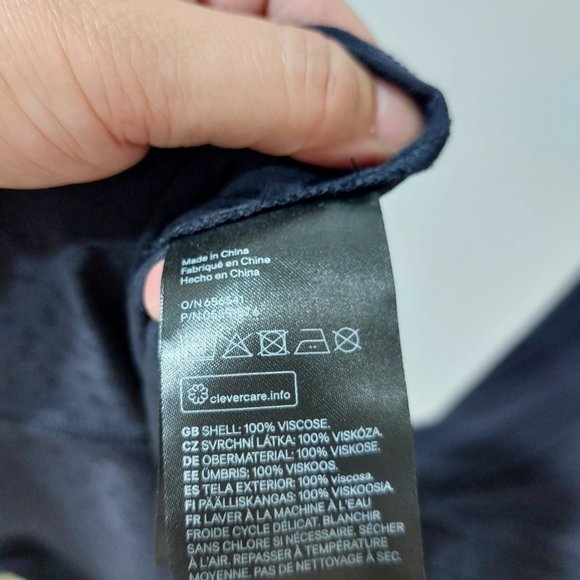 Made in China
Fabriqué en Chine
Hecho en China
O/N 656541
P/N
clevercare.info
GB SHELL: 100% VISCOSE.
CZ SVRCHNÍ LÁTKA: 100% VISKÓZA.
DE OBERMATERIAL: 100% VISKOSE.
EE ÜMBRIS: 100% VISKOOS.
ES TELA EXTERIOR: 100% viscosa.
FI PÄÄLLISKANGAS: 100% VISKOOSIA
FR LAVER À LA MACHINE À L'EAU
FROIDE CYCLE DÉLICAT. BLANCHIR
SANS CHLORE SI NÉCESSAIRE. SÉCHER
À L'AIR. REPASSER À TEMPÉRATURE
MOYENNE. PAS DE NETTOYAGE À SEC.